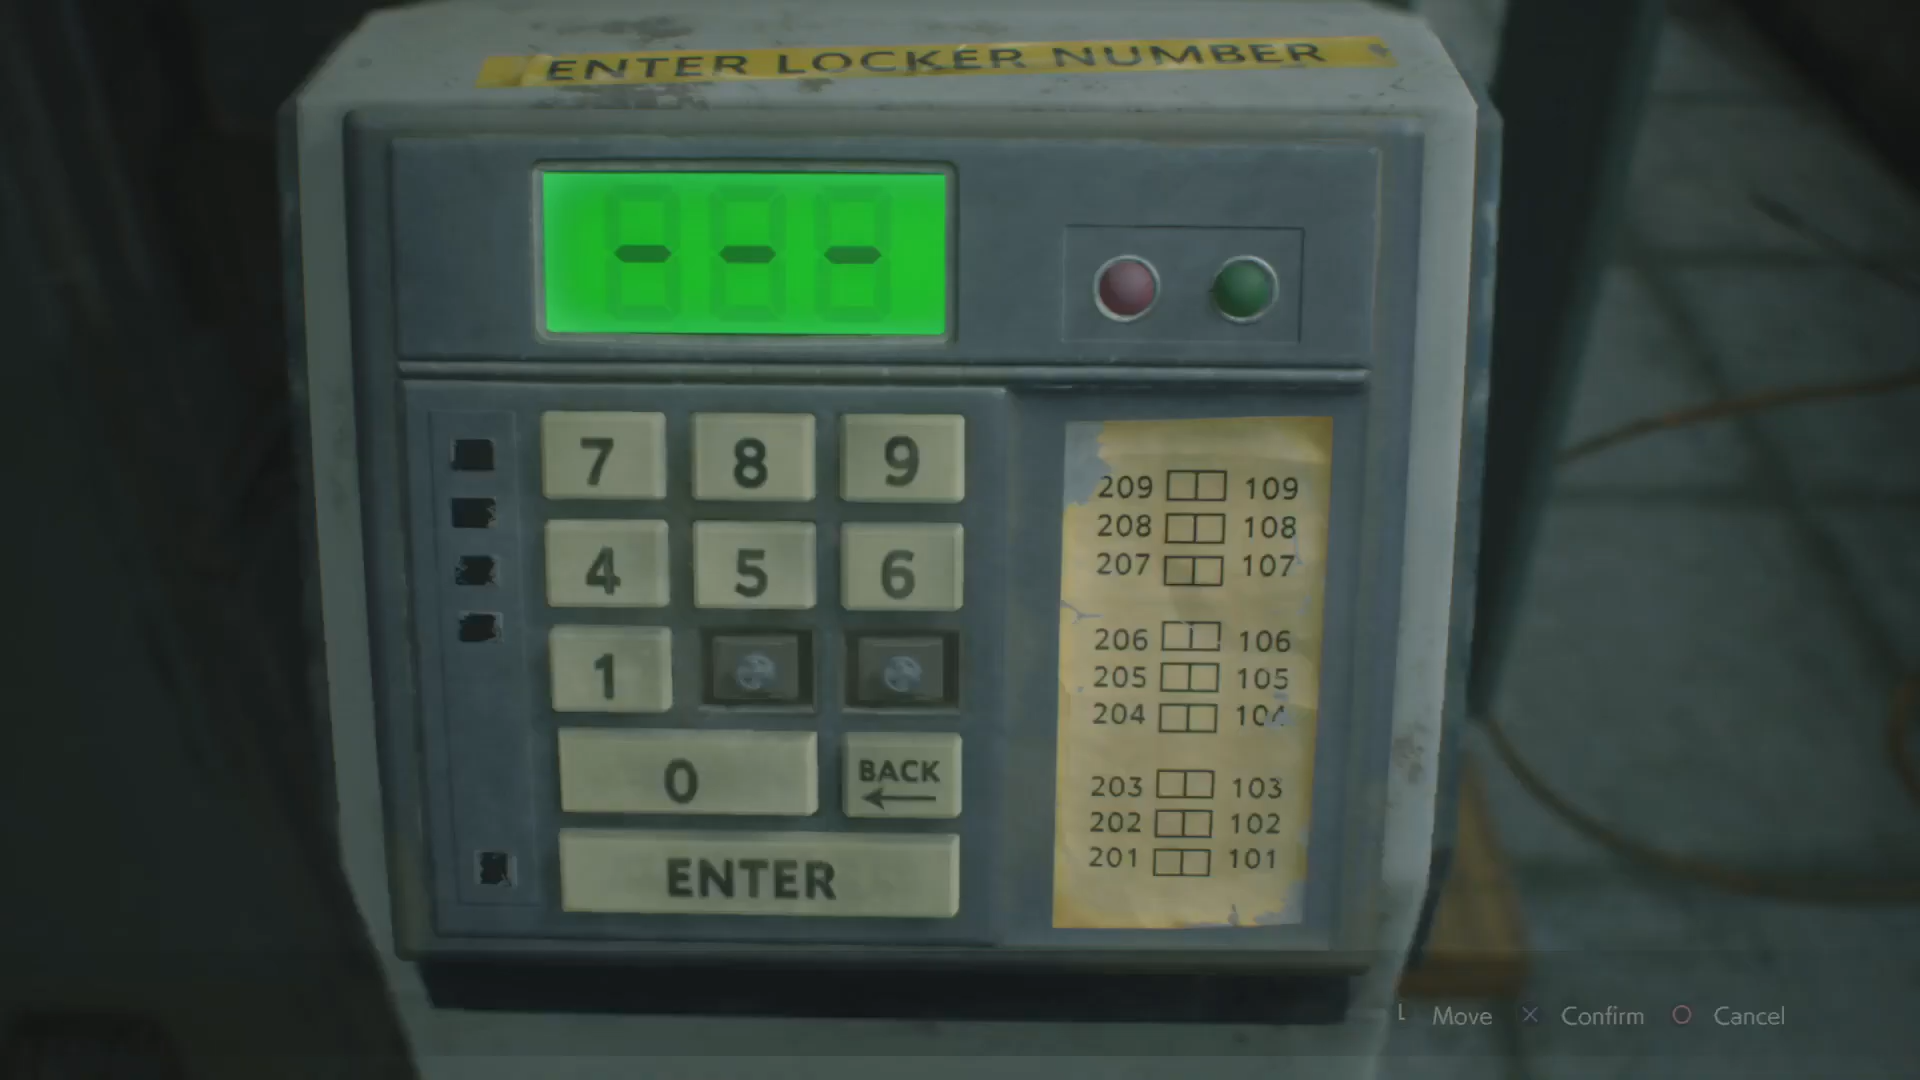 ENTER LOCKER NUMBER
- - -
7 8 9
4 5 6
1
0 BACK
ENTER
209 109
208 108
207 107
206 106
205 105
204 104
203 103
202 102
201 101
L Move Confirm Cancel